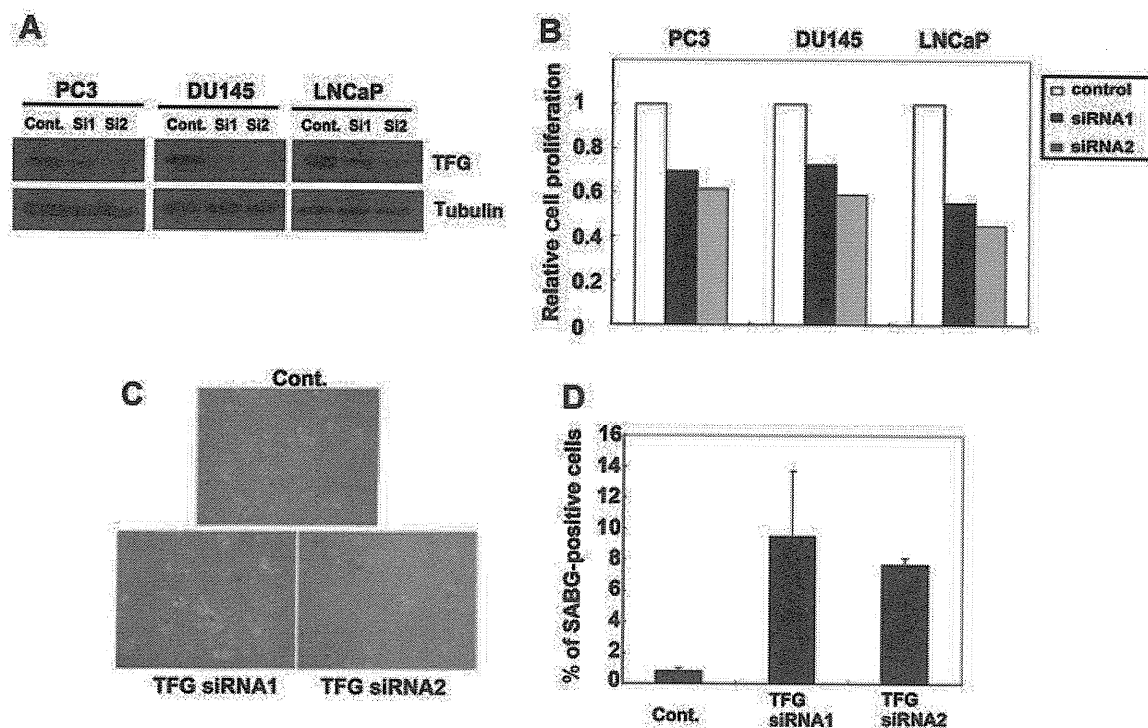 A
PC3 DU145 LNCaP
Cont. Si1 Si2 Cont. Si1 Si2 Cont. Si1 Si2
TFG
Tubulin
B
PC3 DU145 LNCaP
Relative cell proliferation
1
0.8
0.6
0.4
0.2
0
control
siRNA1
siRNA2
C
Cont.
TFG siRNA1 TFG siRNA2
D
% of SABG-positive cells
16
14
12
10
8
6
4
2
0
Cont. TFG siRNA1 TFG siRNA2